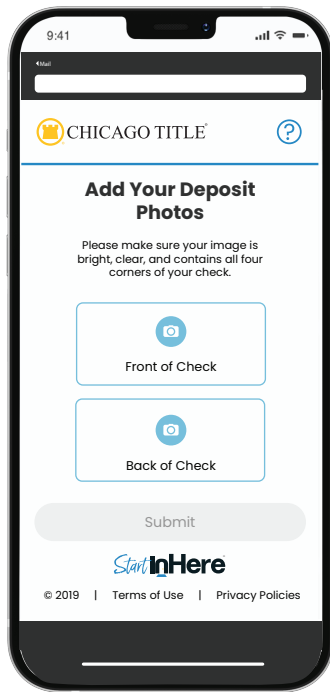 9:41
Mail
CHICAGO TITLE®
Add Your Deposit
Photos
Please make sure your image is
bright, clear, and contains all four
corners of your check.
Front of Check
Back of Check
Submit
Start InHere
© 2019 | Terms of Use | Privacy Policies